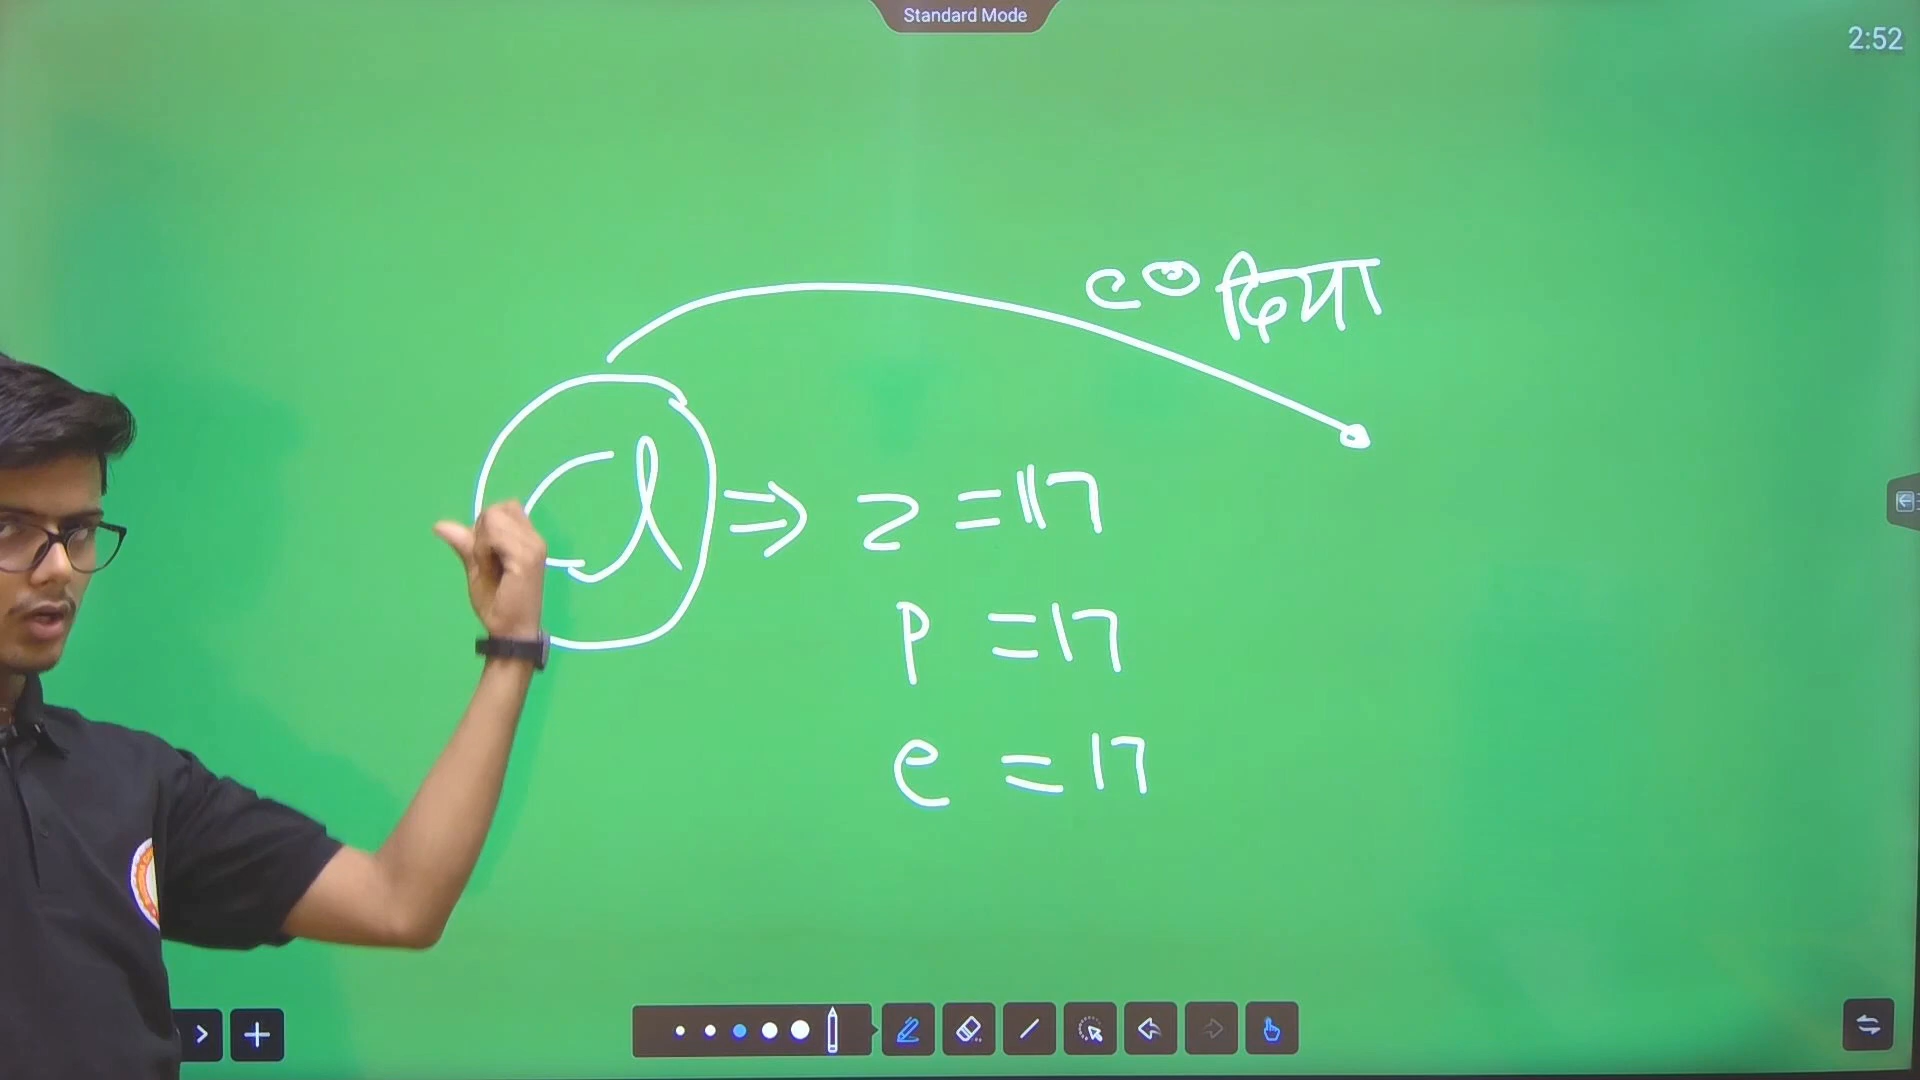 Standard Mode
2:52
e⊖ दिया
Cl ⇒ Z = 17
p = 17
e = 17